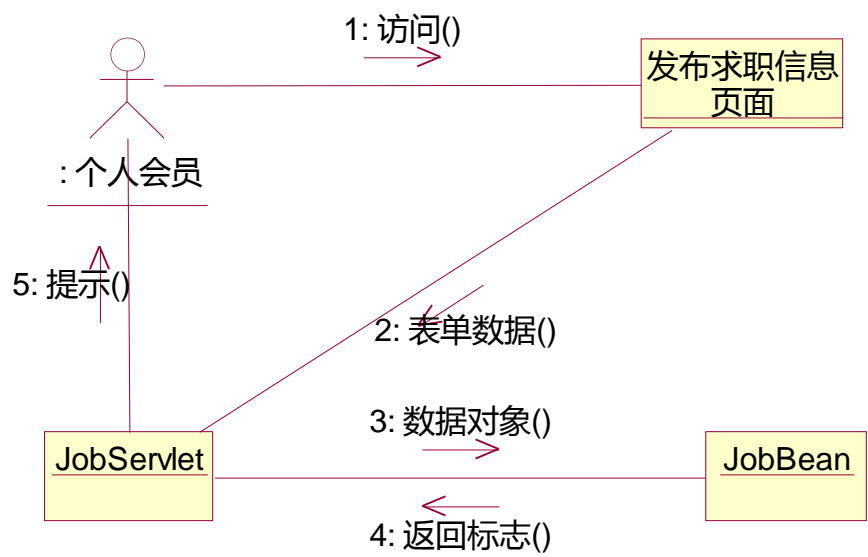 1: 访问()
发布求职信息
页面
: 个人会员
5: 提示()
2: 表单数据()
3: 数据对象()
JobServlet
JobBean
4: 返回标志()